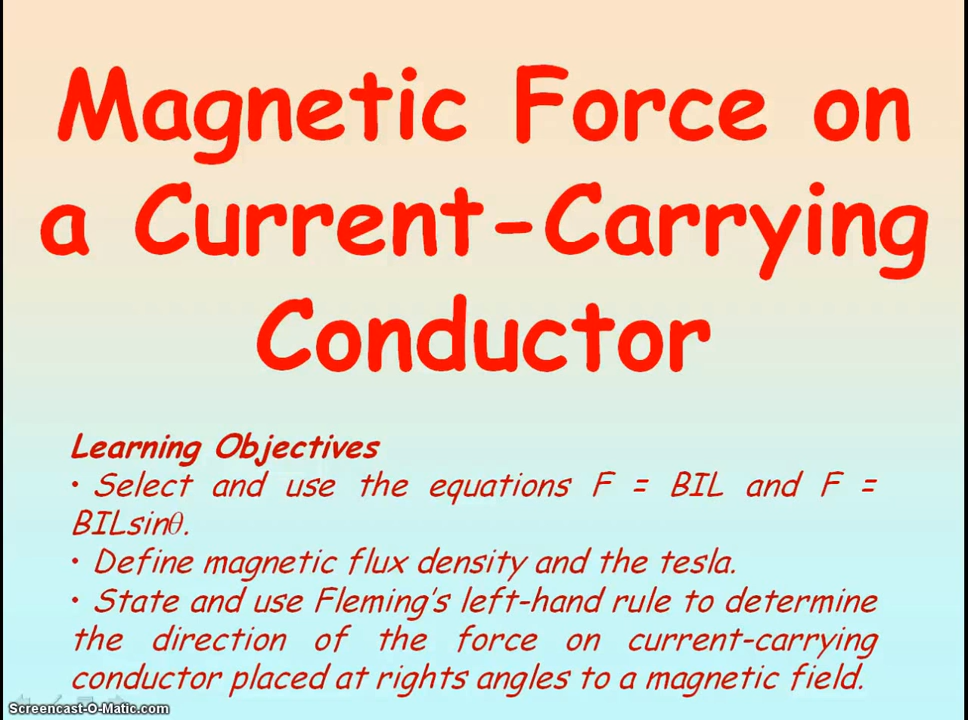 Magnetic Force on
a Current-Carrying
Conductor
Learning Objectives
• Select and use the equations F = BIL and F =
BILsinθ.
• Define magnetic flux density and the tesla.
• State and use Fleming's left-hand rule to determine
the direction of the force on current-carrying
conductor placed at rights angles to a magnetic field.
Screencast-O-Matic.com